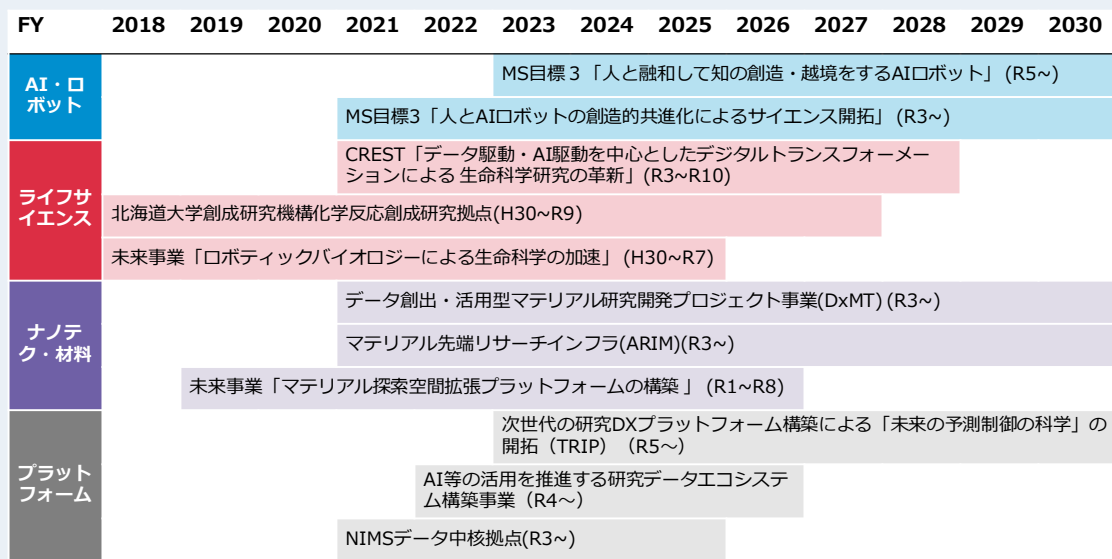 FY 2018 2019 2020 2021 2022 2023 2024 2025 2026 2027 2028 2029 2030
AI・ロ
ボット
MS目標３「人と融和して知の創造・越境をするAIロボット」(R5~)
MS目標3「人とAIロボットの創造的共進化によるサイエンス開拓」(R3~)
ライフサ
イエンス
CREST「データ駆動・AI駆動を中心としたデジタルトランスフォーメー
ションによる 生命科学研究の革新」(R3~R10)
北海道大学創成研究機構化学反応創成研究拠点(H30~R9)
未来事業「ロボティックバイオロジーによる生命科学の加速」(H30~R7)
ナノテ
ク・材料
データ創出・活用型マテリアル研究開発プロジェクト事業(DxMT) (R3~)
マテリアル先端リサーチインフラ(ARIM)(R3~)
未来事業「マテリアル探索空間拡張プラットフォームの構築 」(R1~R8)
プラット
フォーム
次世代の研究DXプラットフォーム構築による「未来の予測制御の科学」の
開拓（TRIP）（R5～）
AI等の活用を推進する研究データエコシステ
ム構築事業（R4～）
NIMSデータ中核拠点(R3~)